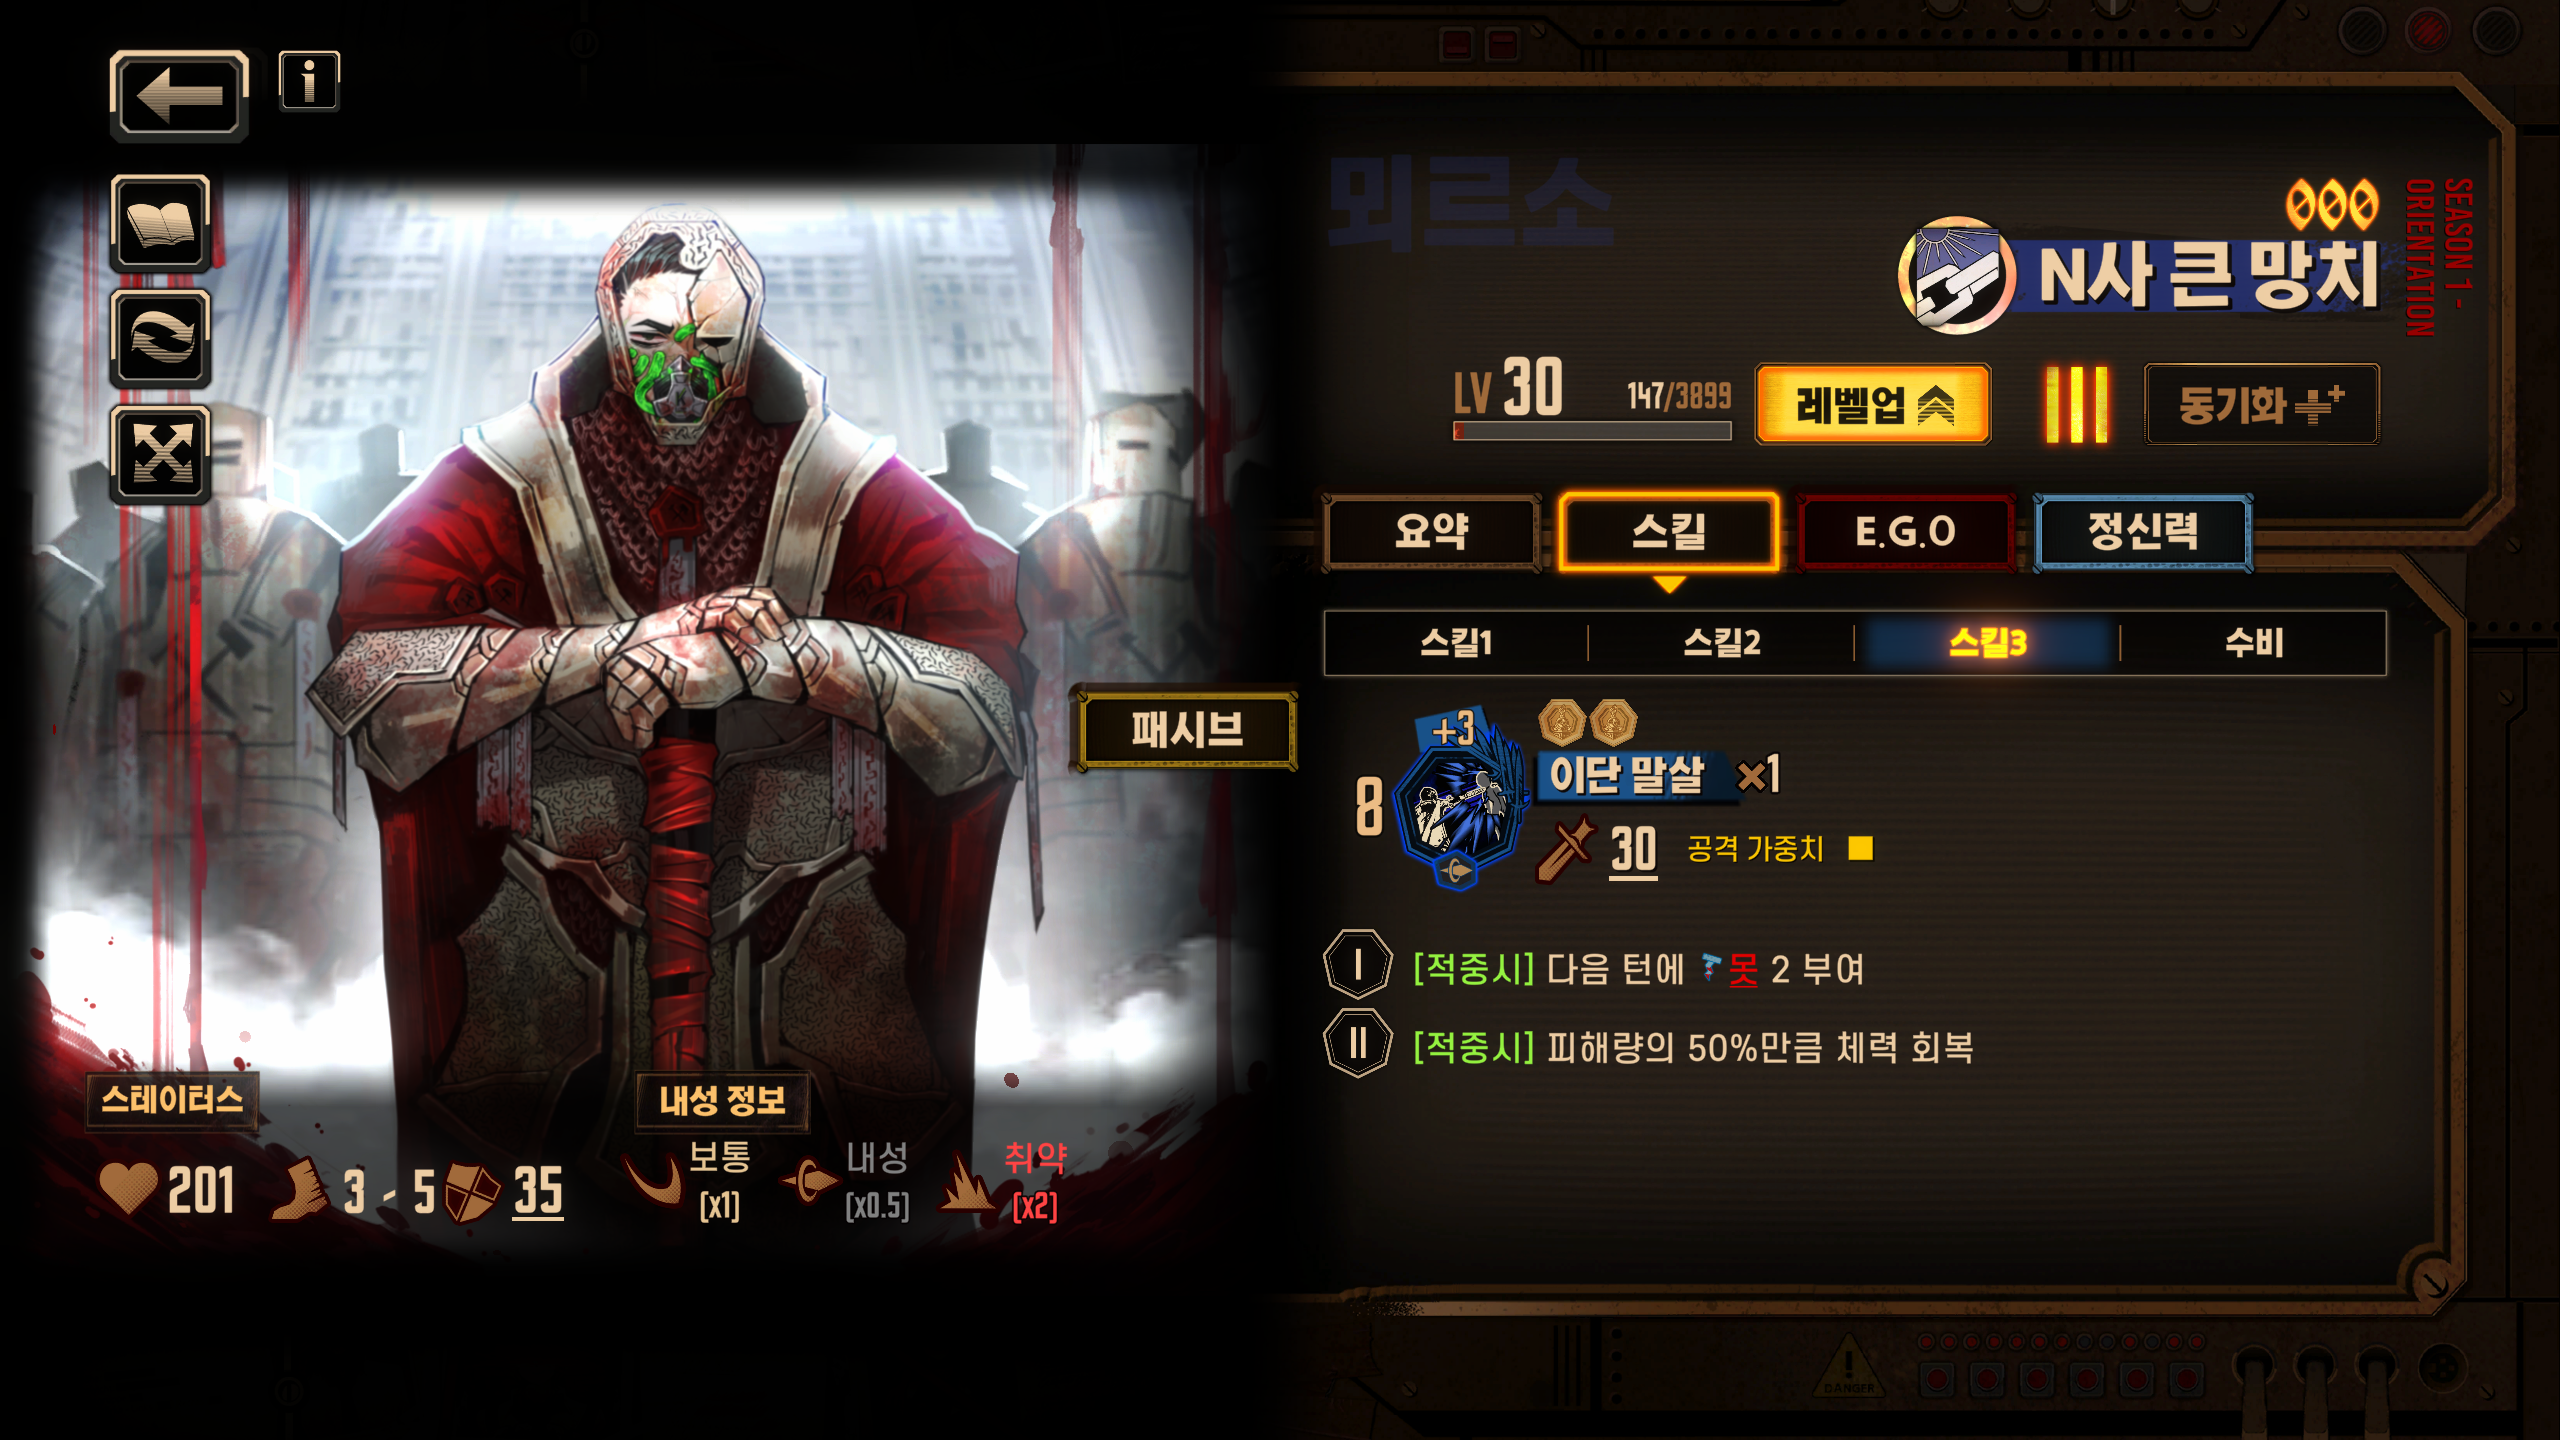 뫼르소
SEASON 1 -
ORIENTATION
N사 큰 망치
LV 30
147/3899
레벨업
동기화
요약
스킬
E.G.O
정신력
스킬1
스킬2
스킬3
수비
패시브
+3
8
이단 말살 ×1
30 공격 가중치
I [적중시] 다음 턴에 못 2 부여
II [적중시] 피해량의 50%만큼 체력 회복
스테이터스
201
3 - 5
35
내성 정보
보통
[x1]
내성
[x0.5]
취약
[x2]
DANGER